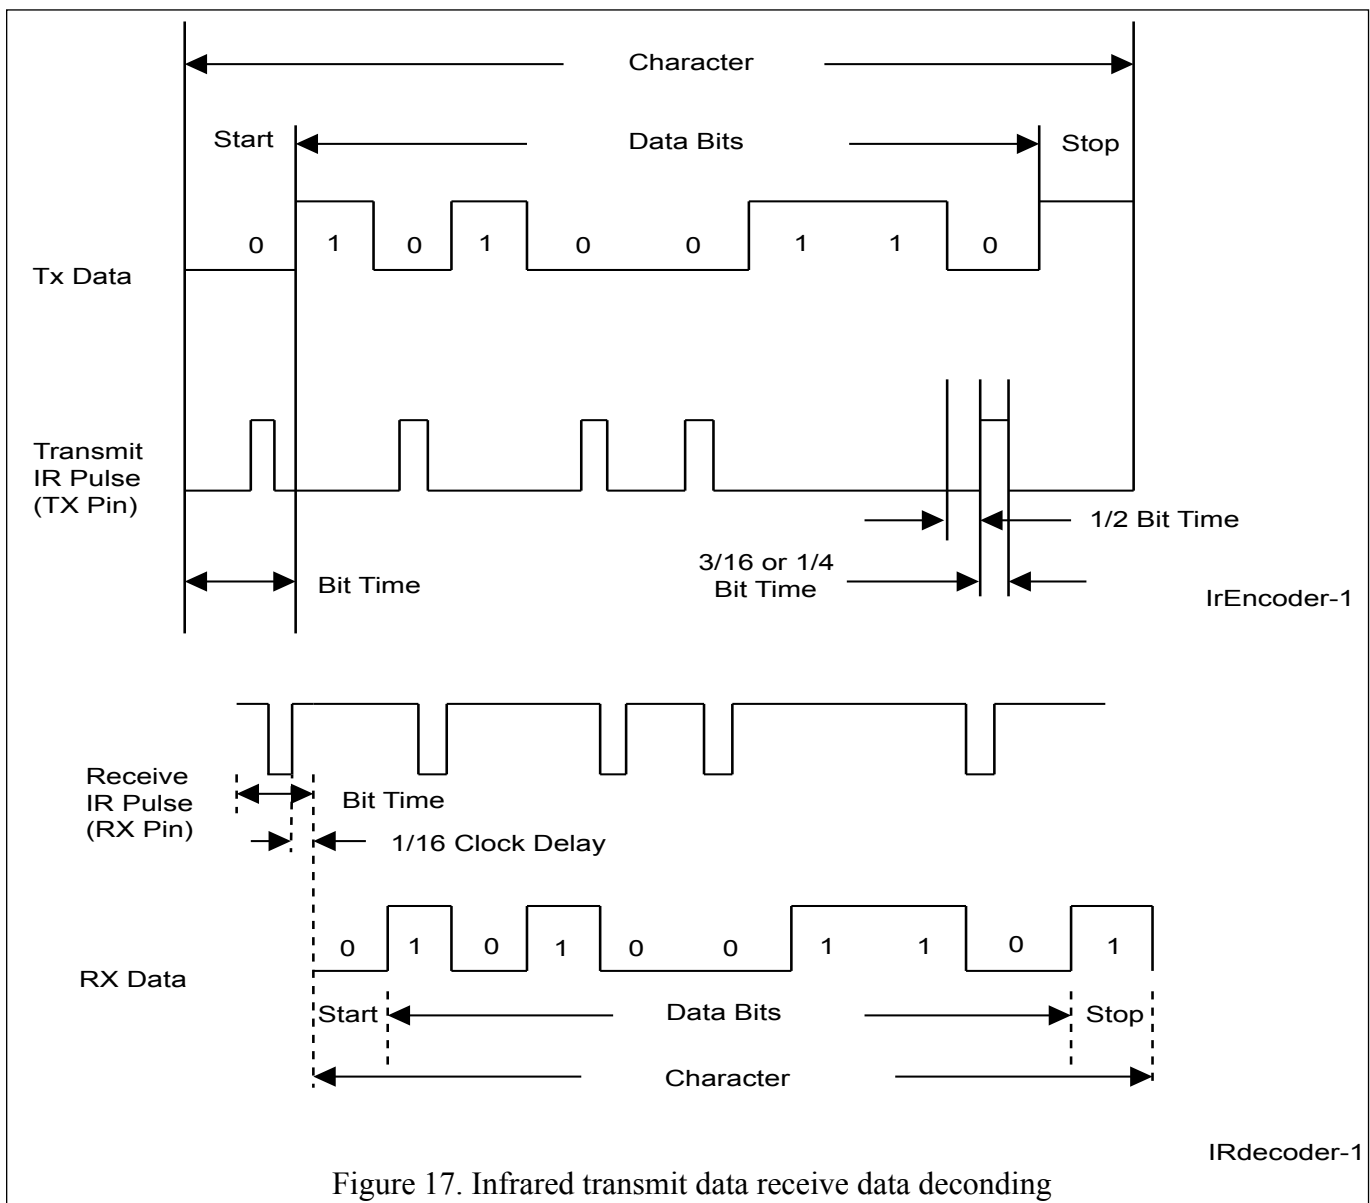 Character
Start Data Bits Stop
0 1 0 1 0 0 1 1 0
Tx Data
Transmit
IR Pulse
(TX Pin)
1/2 Bit Time
3/16 or 1/4
Bit Time
Bit Time
IrEncoder-1
Receive
IR Pulse
(RX Pin)
Bit Time
1/16 Clock Delay
0 1 0 1 0 0 1 1 0 1
RX Data
Start Data Bits Stop
Character
IRdecoder-1
Figure 17. Infrared transmit data receive data deconding